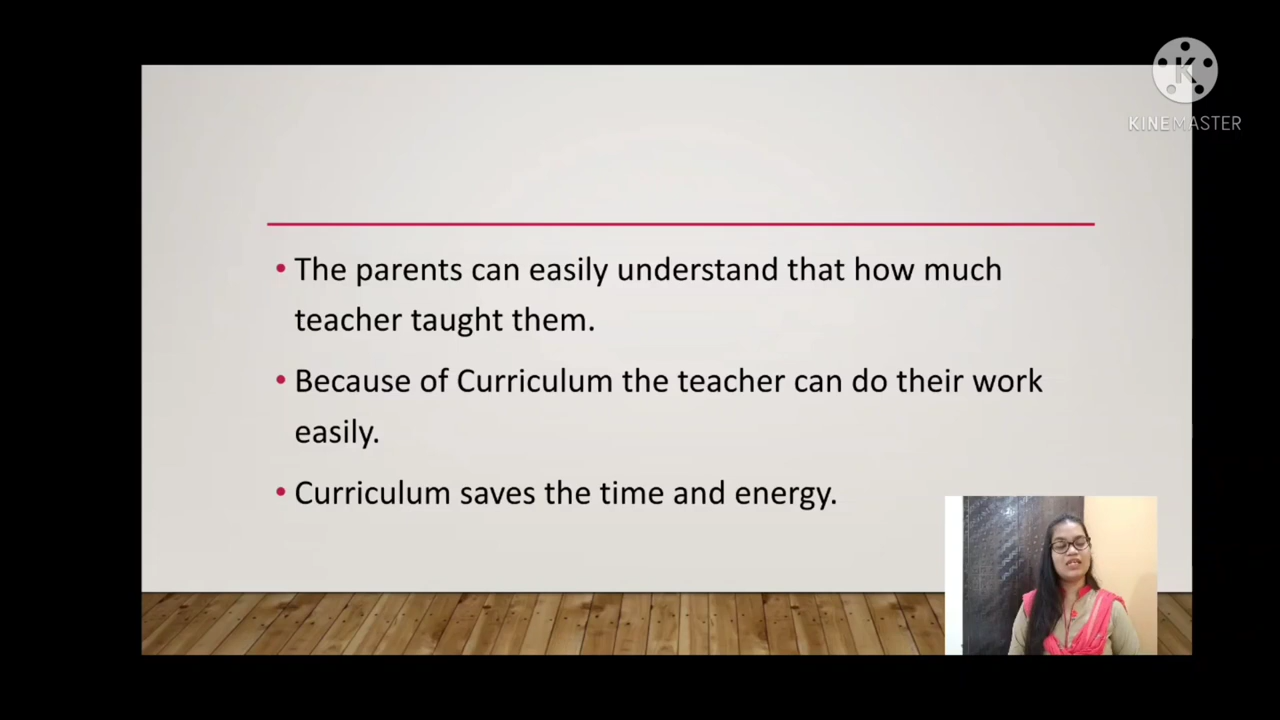 K
KINEMASTER
• The parents can easily understand that how much
teacher taught them.
• Because of Curriculum the teacher can do their work
easily.
• Curriculum saves the time and energy.